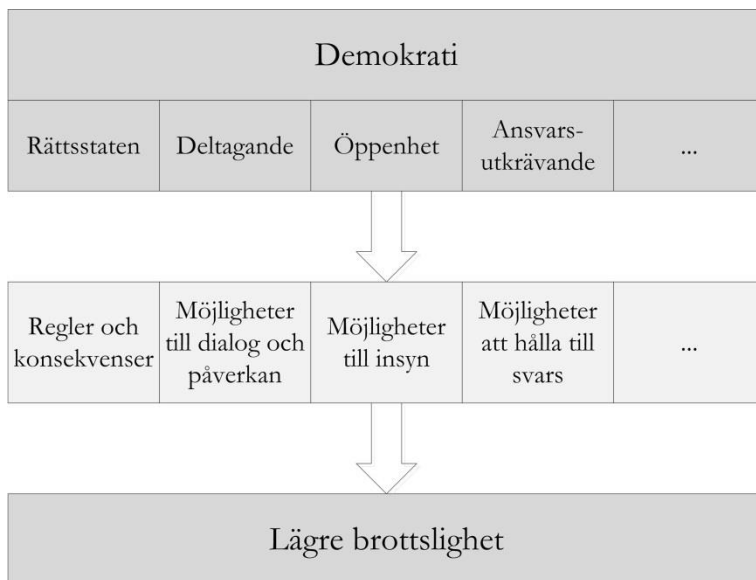 Demokrati
Rättsstaten
Deltagande
Öppenhet
Ansvars-
utkrävande
...
Regler och
konsekvenser
Möjligheter
till dialog och
påverkan
Möjligheter
till insyn
Möjligheter
att hålla till
svars
...
Lägre brottslighet